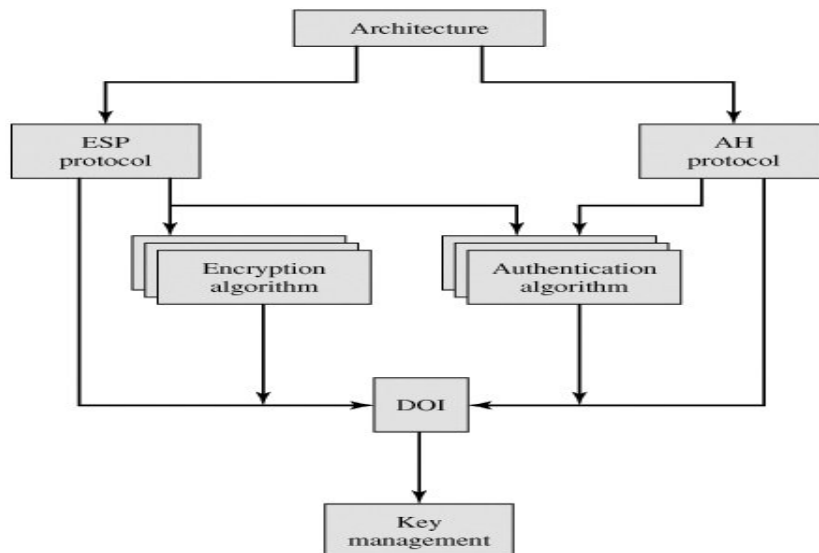 Architecture
ESP
protocol
AH
protocol
Encryption
algorithm
Authentication
algorithm
DOI
Key
management